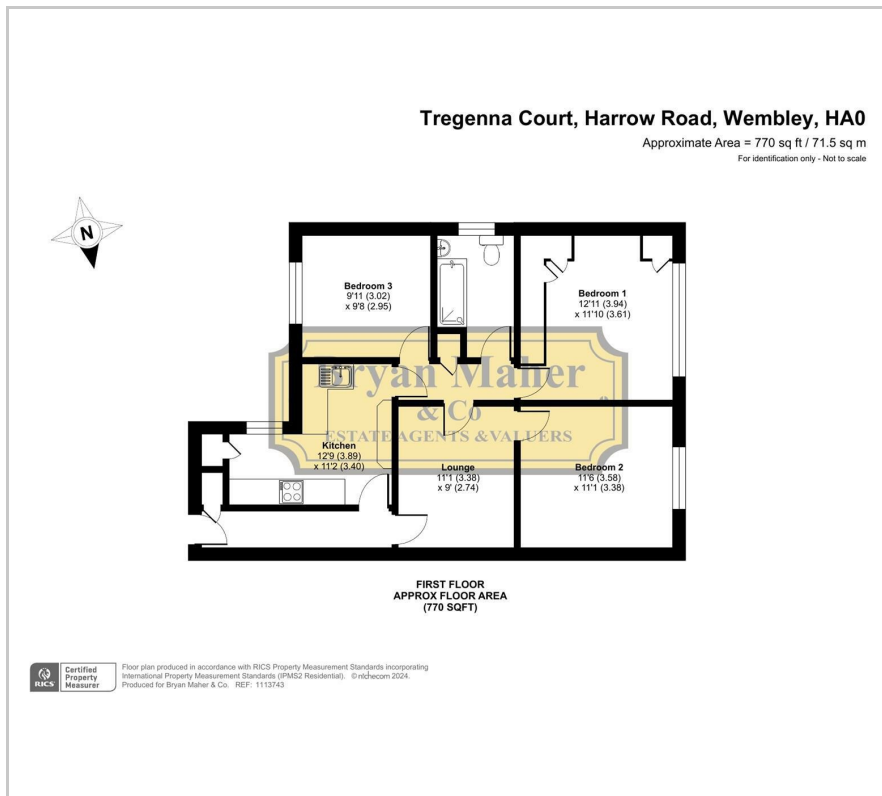 Tregenna Court, Harrow Road, Wembley, HA0
Approximate Area = 770 sq ft / 71.5 sq m
For identification only - Not to scale
N
Bedroom 3
9'11 (3.02)
x 9'8 (2.95)
Bedroom 1
12'11 (3.94)
x 11'10 (3.61)
Bryan Maher
& Co
ESTATE AGENTS & VALUERS
Kitchen
12'9 (3.89)
x 11'2 (3.40)
Lounge
11'1 (3.38)
x 9' (2.74)
Bedroom 2
11'6 (3.58)
x 11'1 (3.38)
FIRST FLOOR
APPROX FLOOR AREA
(770 SQFT)
RICS
Certified
Property
Measurer
Floor plan produced in accordance with RICS Property Measurement Standards incorporating
International Property Measurement Standards (IPMS2 Residential). © nichecom 2024.
Produced for Bryan Maher & Co. REF: 1113743